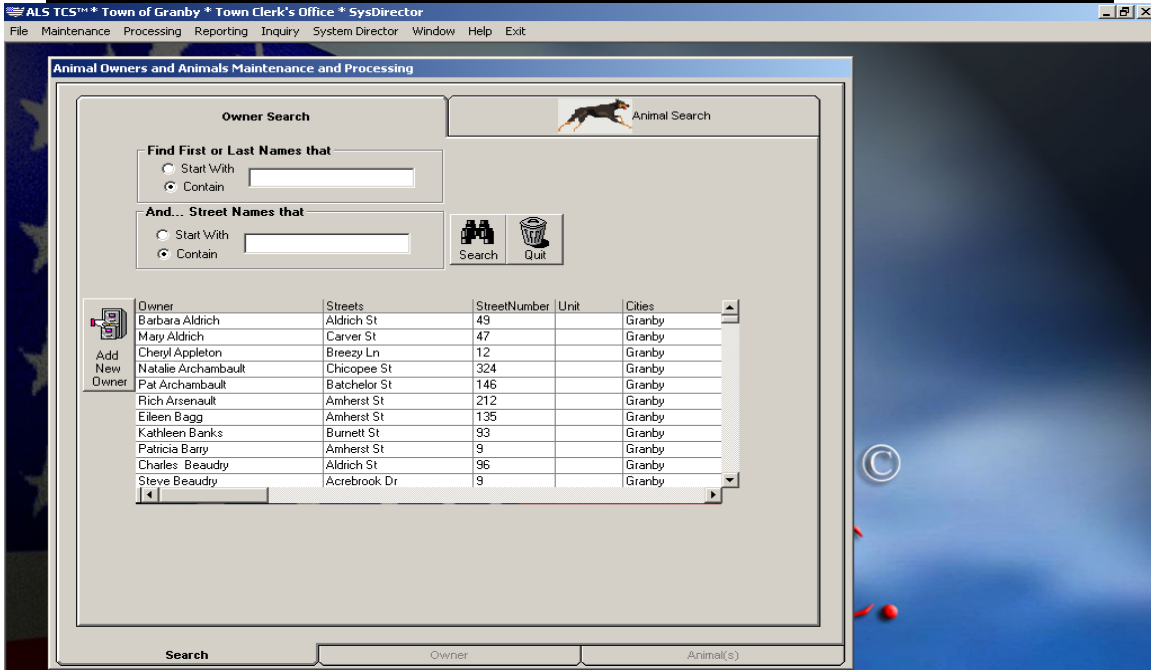 ALS TCS™* Town of Granby * Town Clerk's Office * SysDirector
File Maintenance Processing Reporting Inquiry System Director Window Help Exit
Animal Owners and Animals Maintenance and Processing
Owner Search
Animal Search
Find First or Last Names that
Start With
Contain
And... Street Names that
Start With
Contain
Search
Quit
Add
New
Owner
Owner Streets StreetNumber Unit Cities
Barbara Aldrich Aldrich St 49 Granby
Mary Aldrich Carver St 47 Granby
Cheryl Appleton Breezy Ln 12 Granby
Natalie Archambault Chicopee St 324 Granby
Pat Archambault Batchelor St 146 Granby
Rich Arsenault Amherst St 212 Granby
Eileen Bagg Amherst St 135 Granby
Kathleen Banks Burnett St 93 Granby
Patricia Barry Amherst St 9 Granby
Charles Beaudry Aldrich St 96 Granby
Steve Beaudry Acrebrook Dr 9 Granby
©
Search
Owner
Animal(s)